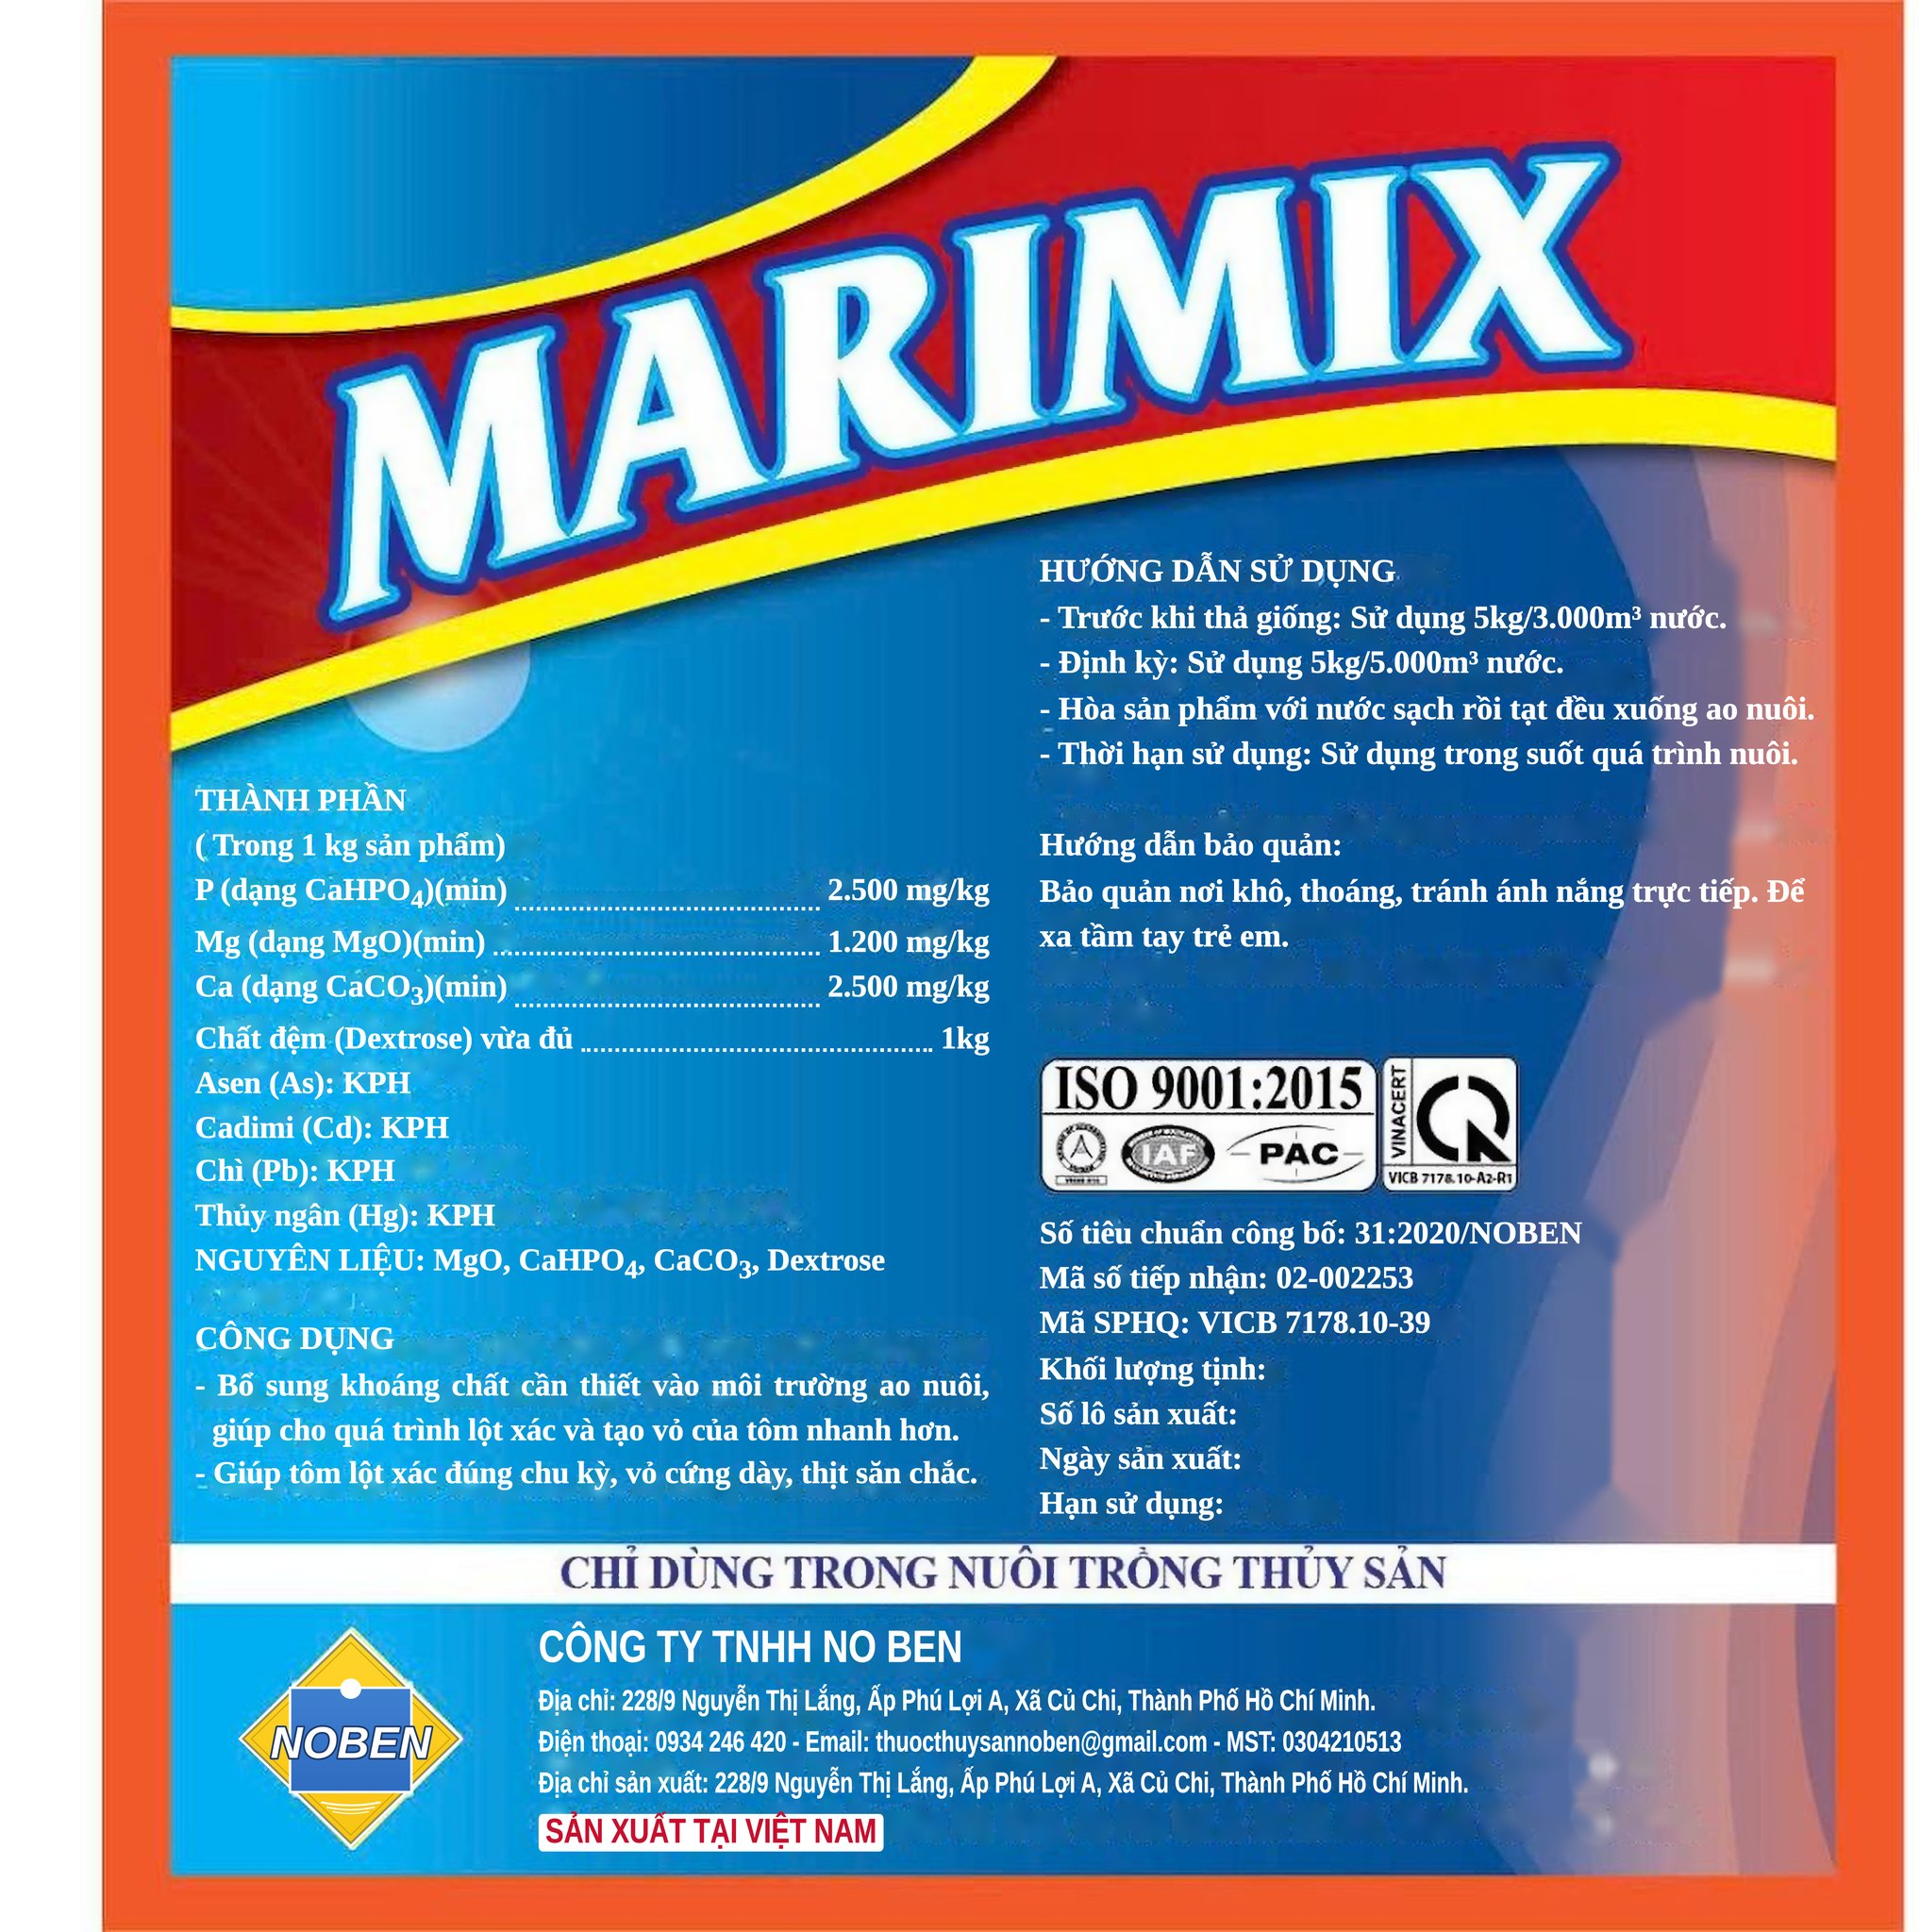 MARIMIX
THÀNH PHẦN
( Trong 1 kg sản phẩm)
P (dạng CaHPO₄)(min) ........ 2.500 mg/kg
Mg (dạng MgO)(min) ........ 1.200 mg/kg
Ca (dạng CaCO₃)(min) ........ 2.500 mg/kg
Chất đệm (Dextrose) vừa đủ ........ 1kg
Asen (As): KPH
Cadimi (Cd): KPH
Chì (Pb): KPH
Thủy ngân (Hg): KPH
NGUYÊN LIỆU: MgO, CaHPO₄, CaCO₃, Dextrose
CÔNG DỤNG
- Bổ sung khoáng chất cần thiết vào môi trường ao nuôi,
giúp cho quá trình lột xác và tạo vỏ của tôm nhanh hơn.
- Giúp tôm lột xác đúng chu kỳ, vỏ cứng dày, thịt săn chắc.
HƯỚNG DẪN SỬ DỤNG
- Trước khi thả giống: Sử dụng 5kg/3.000m³ nước.
- Định kỳ: Sử dụng 5kg/5.000m³ nước.
- Hòa sản phẩm với nước sạch rồi tạt đều xuống ao nuôi.
- Thời hạn sử dụng: Sử dụng trong suốt quá trình nuôi.
Hướng dẫn bảo quản:
Bảo quản nơi khô, thoáng, tránh ánh nắng trực tiếp. Để
xa tầm tay trẻ em.
ISO 9001:2015
IAF
PAC
VINACERT
VICB 7178.10-A2-R1
Số tiêu chuẩn công bố: 31:2020/NOBEN
Mã số tiếp nhận: 02-002253
Mã SPHQ: VICB 7178.10-39
Khối lượng tịnh:
Số lô sản xuất:
Ngày sản xuất:
Hạn sử dụng:
CHỈ DÙNG TRONG NUÔI TRỒNG THỦY SẢN
NOBEN
CÔNG TY TNHH NO BEN
Địa chỉ: 228/9 Nguyễn Thị Lắng, Ấp Phú Lợi A, Xã Củ Chi, Thành Phố Hồ Chí Minh.
Điện thoại: 0934 246 420 - Email: thuocthuysannoben@gmail.com - MST: 0304210513
Địa chỉ sản xuất: 228/9 Nguyễn Thị Lắng, Ấp Phú Lợi A, Xã Củ Chi, Thành Phố Hồ Chí Minh.
SẢN XUẤT TẠI VIỆT NAM